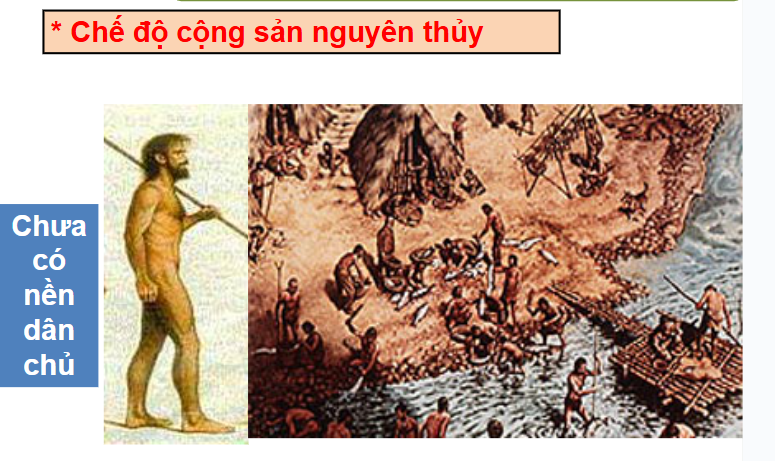 * Chế độ cộng sản nguyên thủy
Chưa
có
nền
dân
chủ